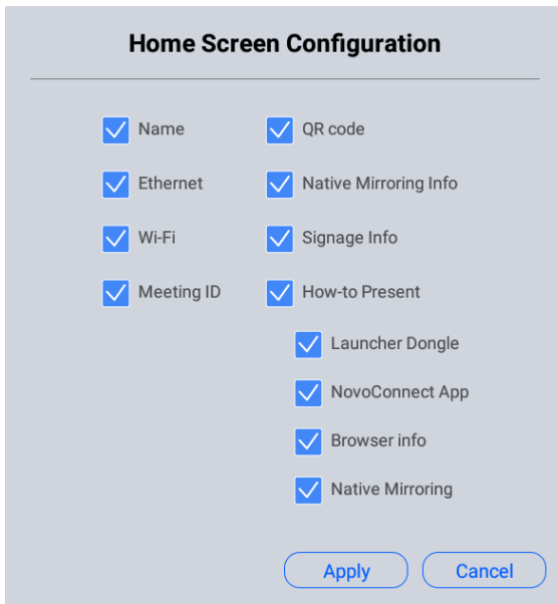 Home Screen Configuration
Name
QR code
Ethernet
Native Mirroring Info
Wi-Fi
Signage Info
Meeting ID
How-to Present
Launcher Dongle
NovoConnect App
Browser info
Native Mirroring
Apply
Cancel